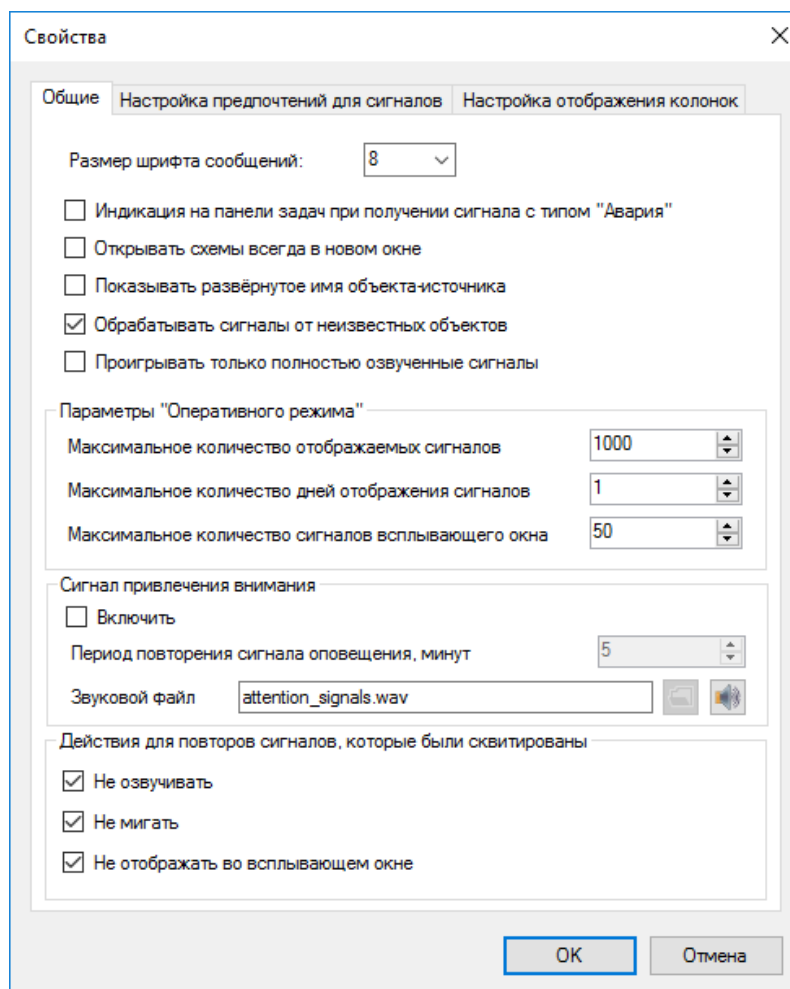 Свойства
Общие Настройка предпочтений для сигналов Настройка отображения колонок
Размер шрифта сообщений: 8
Индикация на панели задач при получении сигнала с типом "Авария"
Открывать схемы всегда в новом окне
Показывать развёрнутое имя объекта-источника
Обрабатывать сигналы от неизвестных объектов
Проигрывать только полностью озвученные сигналы
Параметры "Оперативного режима"
Максимальное количество отображаемых сигналов 1000
Максимальное количество дней отображения сигналов 1
Максимальное количество сигналов всплывающего окна 50
Сигнал привлечения внимания
Включить
Период повторения сигнала оповещения, минут 5
Звуковой файл attention_signals.wav
Действия для повторов сигналов, которые были сквитированы
Не озвучивать
Не мигать
Не отображать во всплывающем окне
OK Отмена